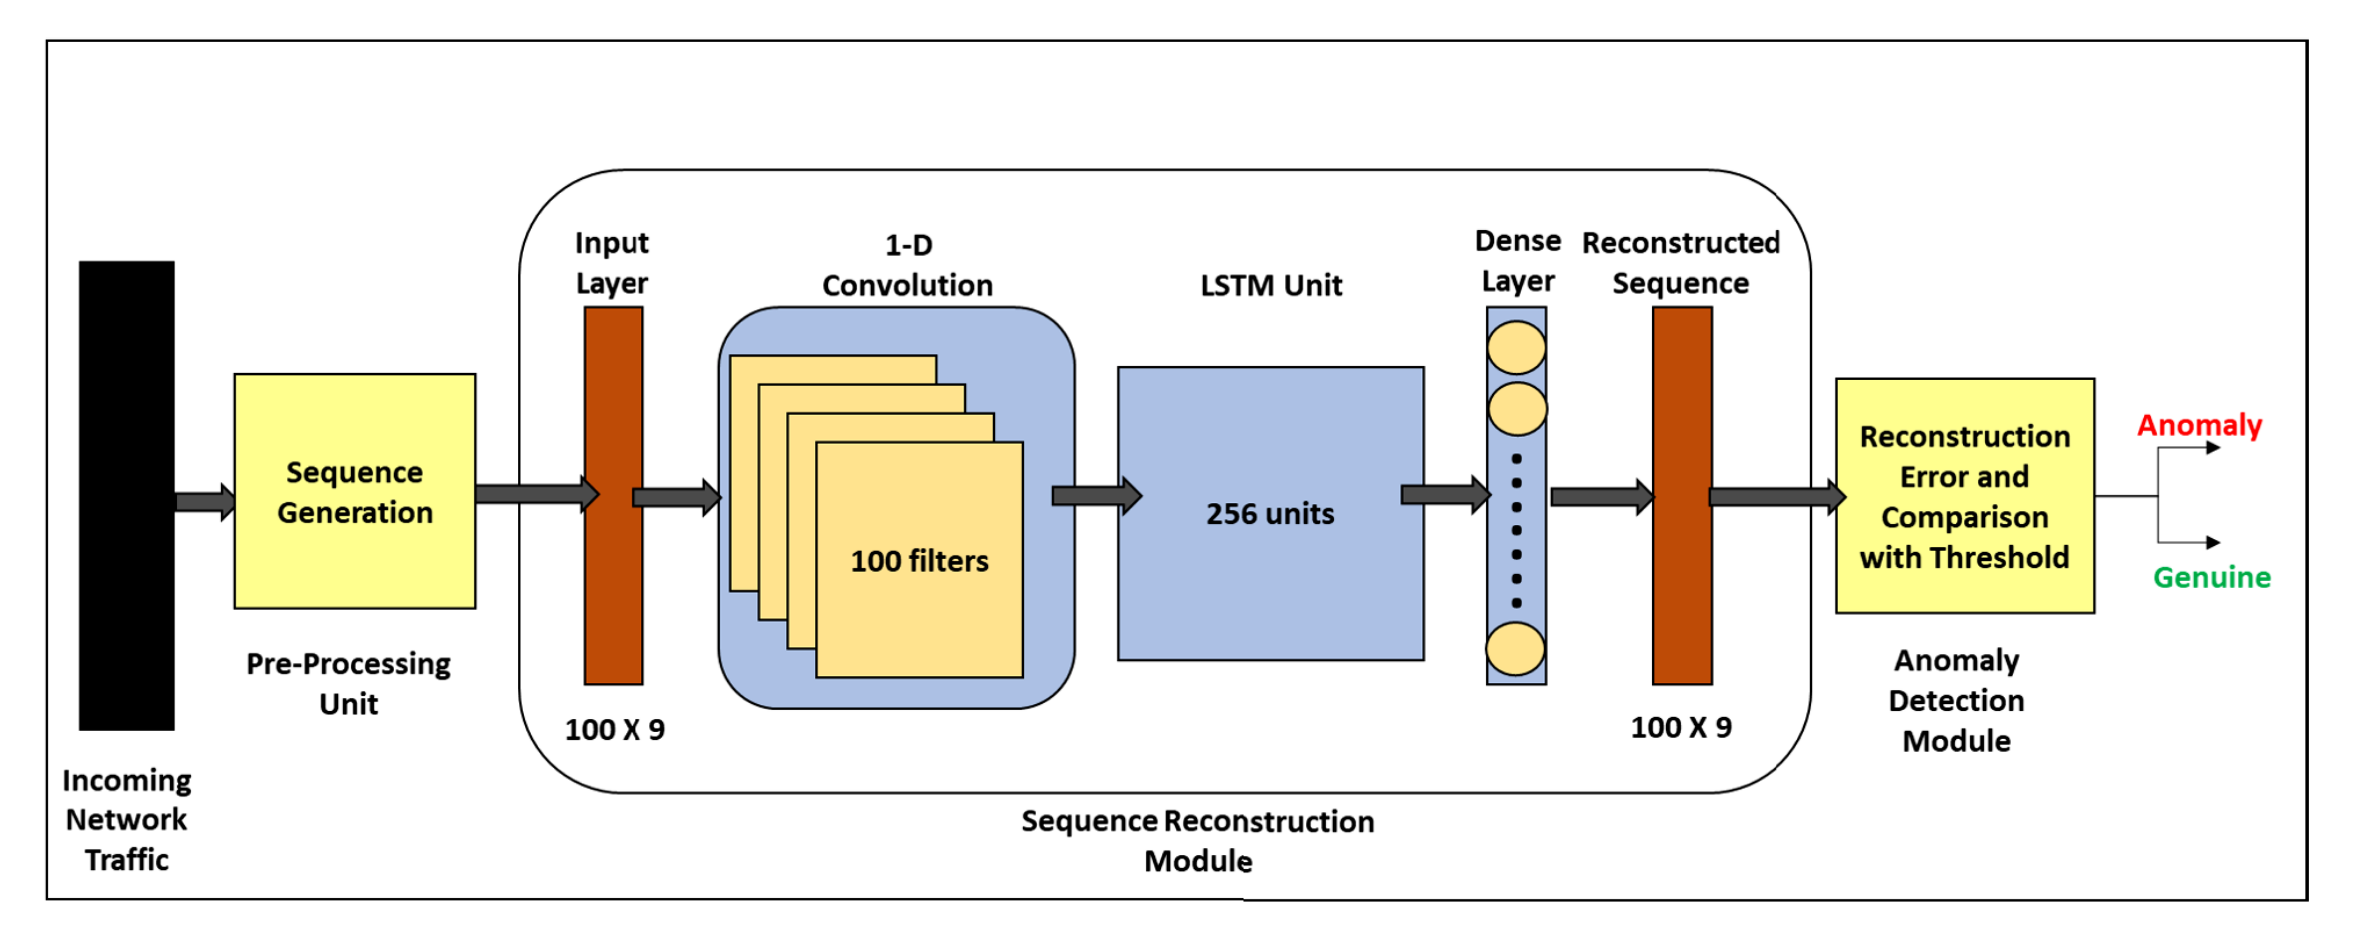 Incoming
Network
Traffic
Sequence
Generation
Pre-Processing
Unit
Input
Layer
100 X 9
1-D
Convolution
100 filters
LSTM Unit
256 units
Dense
Layer
Reconstructed
Sequence
100 X 9
Sequence Reconstruction
Module
Reconstruction
Error and
Comparison
with Threshold
Anomaly
Detection
Module
Anomaly
Genuine